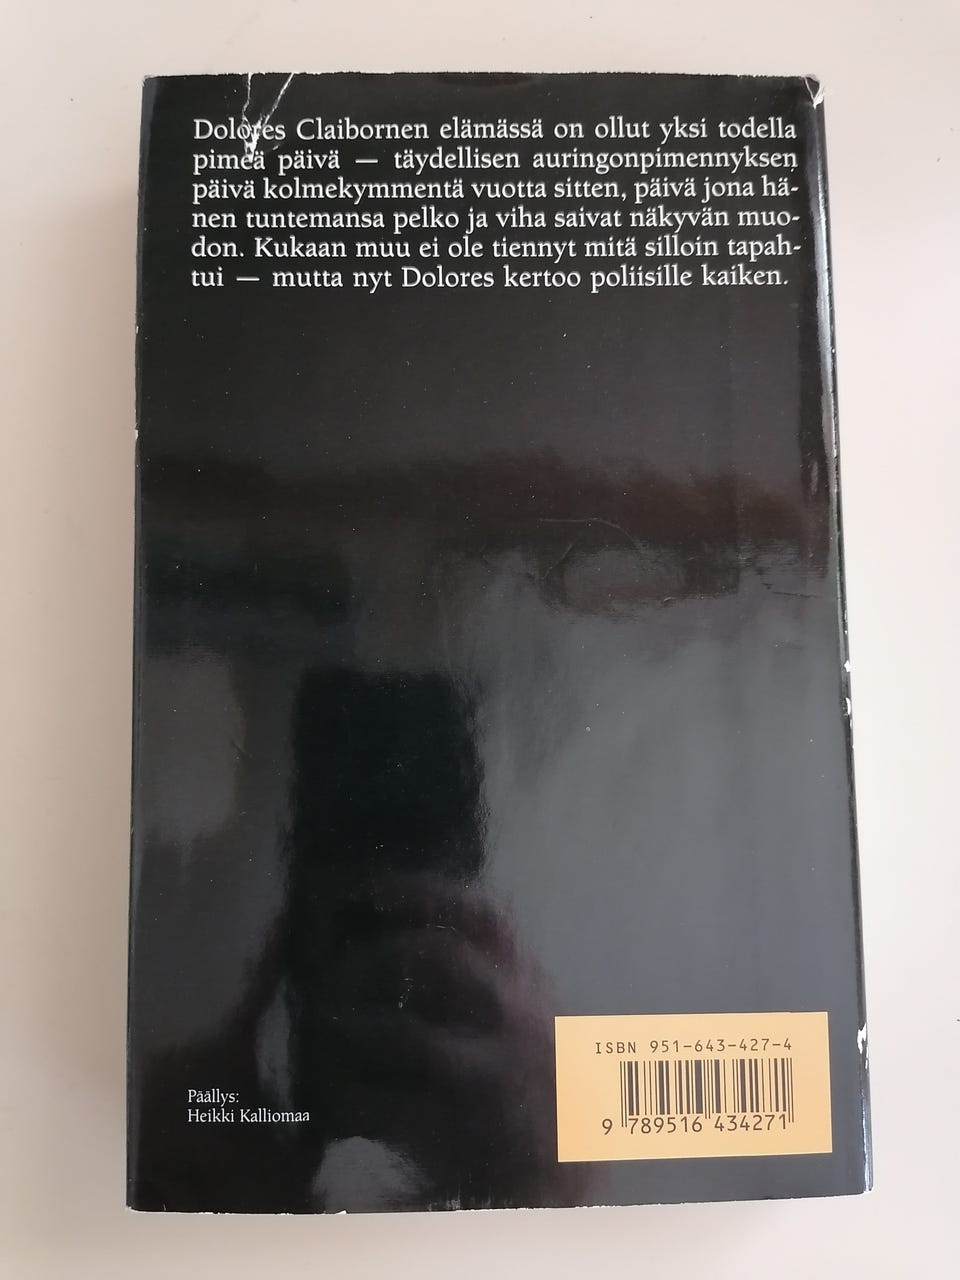 Dolores Claibornen elämässä on ollut yksi todella
pimeä päivä — täydellisen auringonpimennyksen
päivä kolmekymmentä vuotta sitten, päivä jona hä-
nen tuntemansa pelko ja viha saivat näkyvän muo-
don. Kukaan muu ei ole tiennyt mitä silloin tapah-
tui — mutta nyt Dolores kertoo poliisille kaiken.
Päällys:
Heikki Kalliomaa
ISBN 951-643-427-4
9 789516 434271